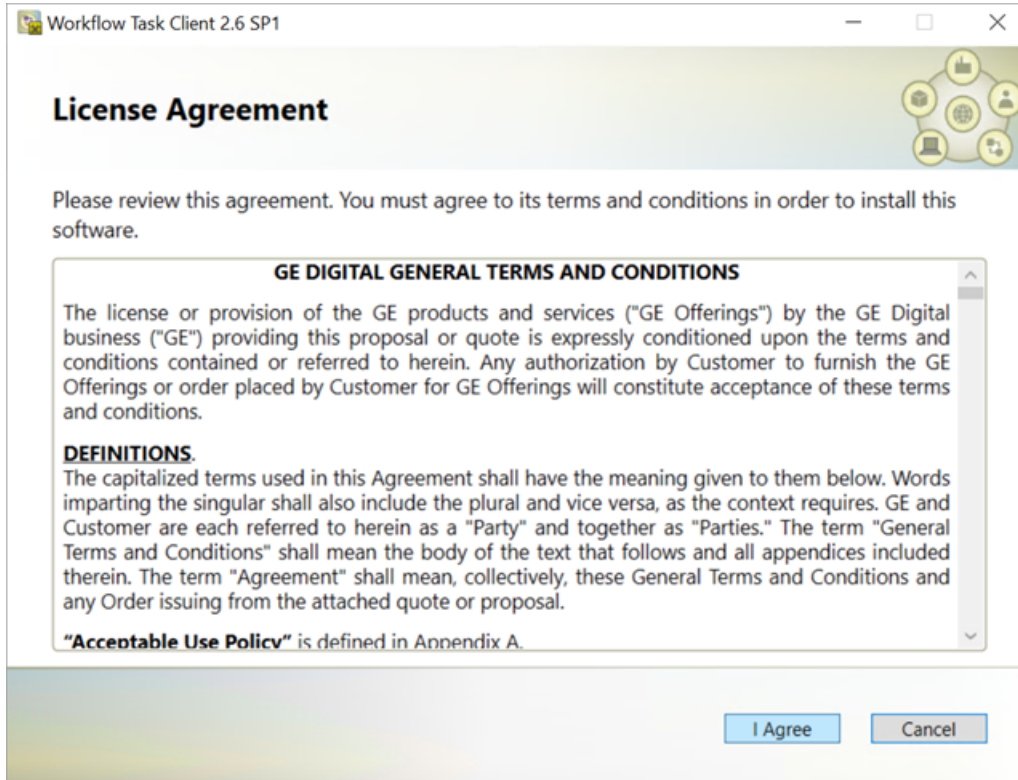 Workflow Task Client 2.6 SP1
License Agreement
Please review this agreement. You must agree to its terms and conditions in order to install this
software.
GE DIGITAL GENERAL TERMS AND CONDITIONS
The license or provision of the GE products and services ("GE Offerings") by the GE Digital
business ("GE") providing this proposal or quote is expressly conditioned upon the terms and
conditions contained or referred to herein. Any authorization by Customer to furnish the GE
Offerings or order placed by Customer for GE Offerings will constitute acceptance of these terms
and conditions.
DEFINITIONS.
The capitalized terms used in this Agreement shall have the meaning given to them below. Words
imparting the singular shall also include the plural and vice versa, as the context requires. GE and
Customer are each referred to herein as a "Party" and together as "Parties." The term "General
Terms and Conditions" shall mean the body of the text that follows and all appendices included
therein. The term "Agreement" shall mean, collectively, these General Terms and Conditions and
any Order issuing from the attached quote or proposal.
“Acceptable Use Policy” is defined in Appendix A.
I Agree
Cancel